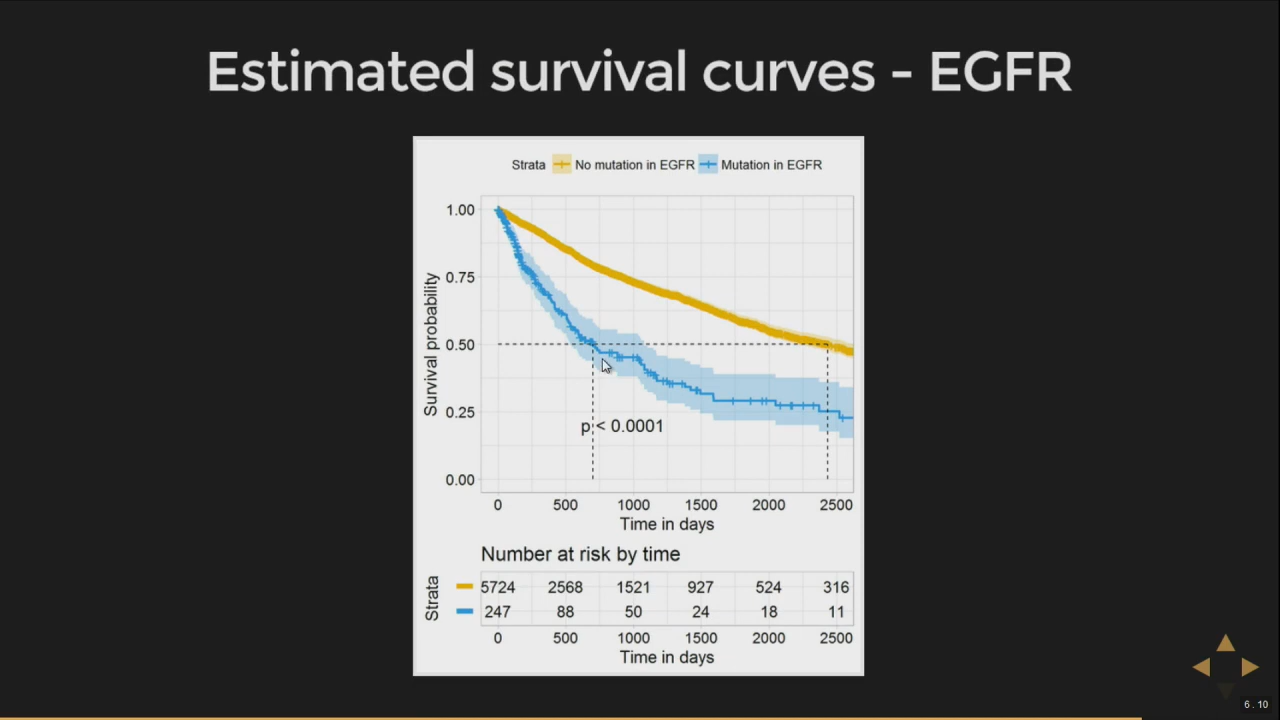 Estimated survival curves - EGFR
Strata No mutation in EGFR Mutation in EGFR
Survival probability
1.00
0.75
0.50
0.25
0.00
p < 0.0001
0 500 1000 1500 2000 2500
Time in days
Number at risk by time
Strata
5724 2568 1521 927 524 316
247 88 50 24 18 11
0 500 1000 1500 2000 2500
Time in days
6 . 10